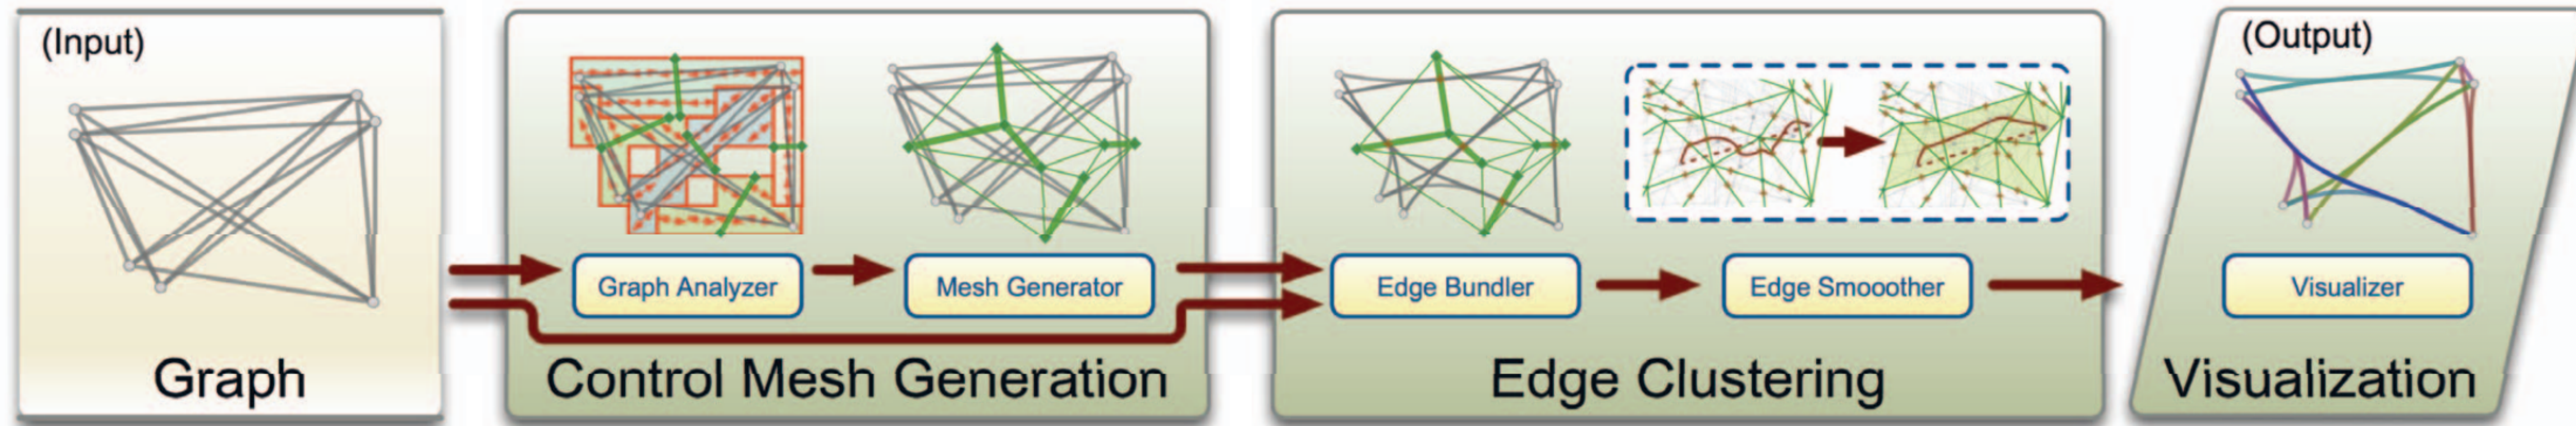 (Input)
Graph
Graph Analyzer
Mesh Generator
Control Mesh Generation
Edge Bundler
Edge Smooother
Edge Clustering
(Output)
Visualizer
Visualization